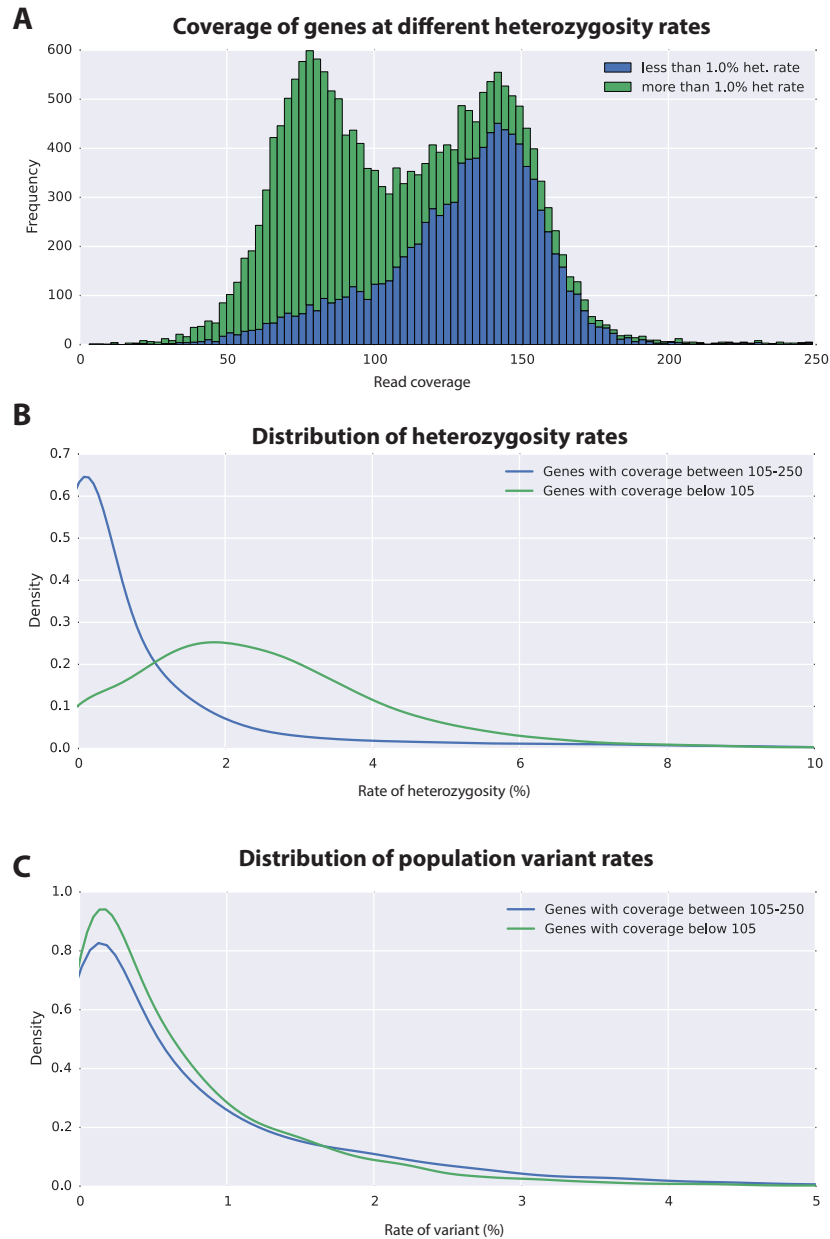 A
Coverage of genes at different heterozygosity rates
600
500
400
300
200
100
0
Frequency
less than 1.0% het. rate
more than 1.0% het rate
0
50
100
150
200
250
Read coverage
B
Distribution of heterozygosity rates
0.7
0.6
0.5
0.4
0.3
0.2
0.1
0.0
Density
Genes with coverage between 105-250
Genes with coverage below 105
0
2
4
6
8
10
Rate of heterozygosity (%)
C
Distribution of population variant rates
1.0
0.8
0.6
0.4
0.2
0.0
Density
Genes with coverage between 105-250
Genes with coverage below 105
0
1
2
3
4
5
Rate of variant (%)